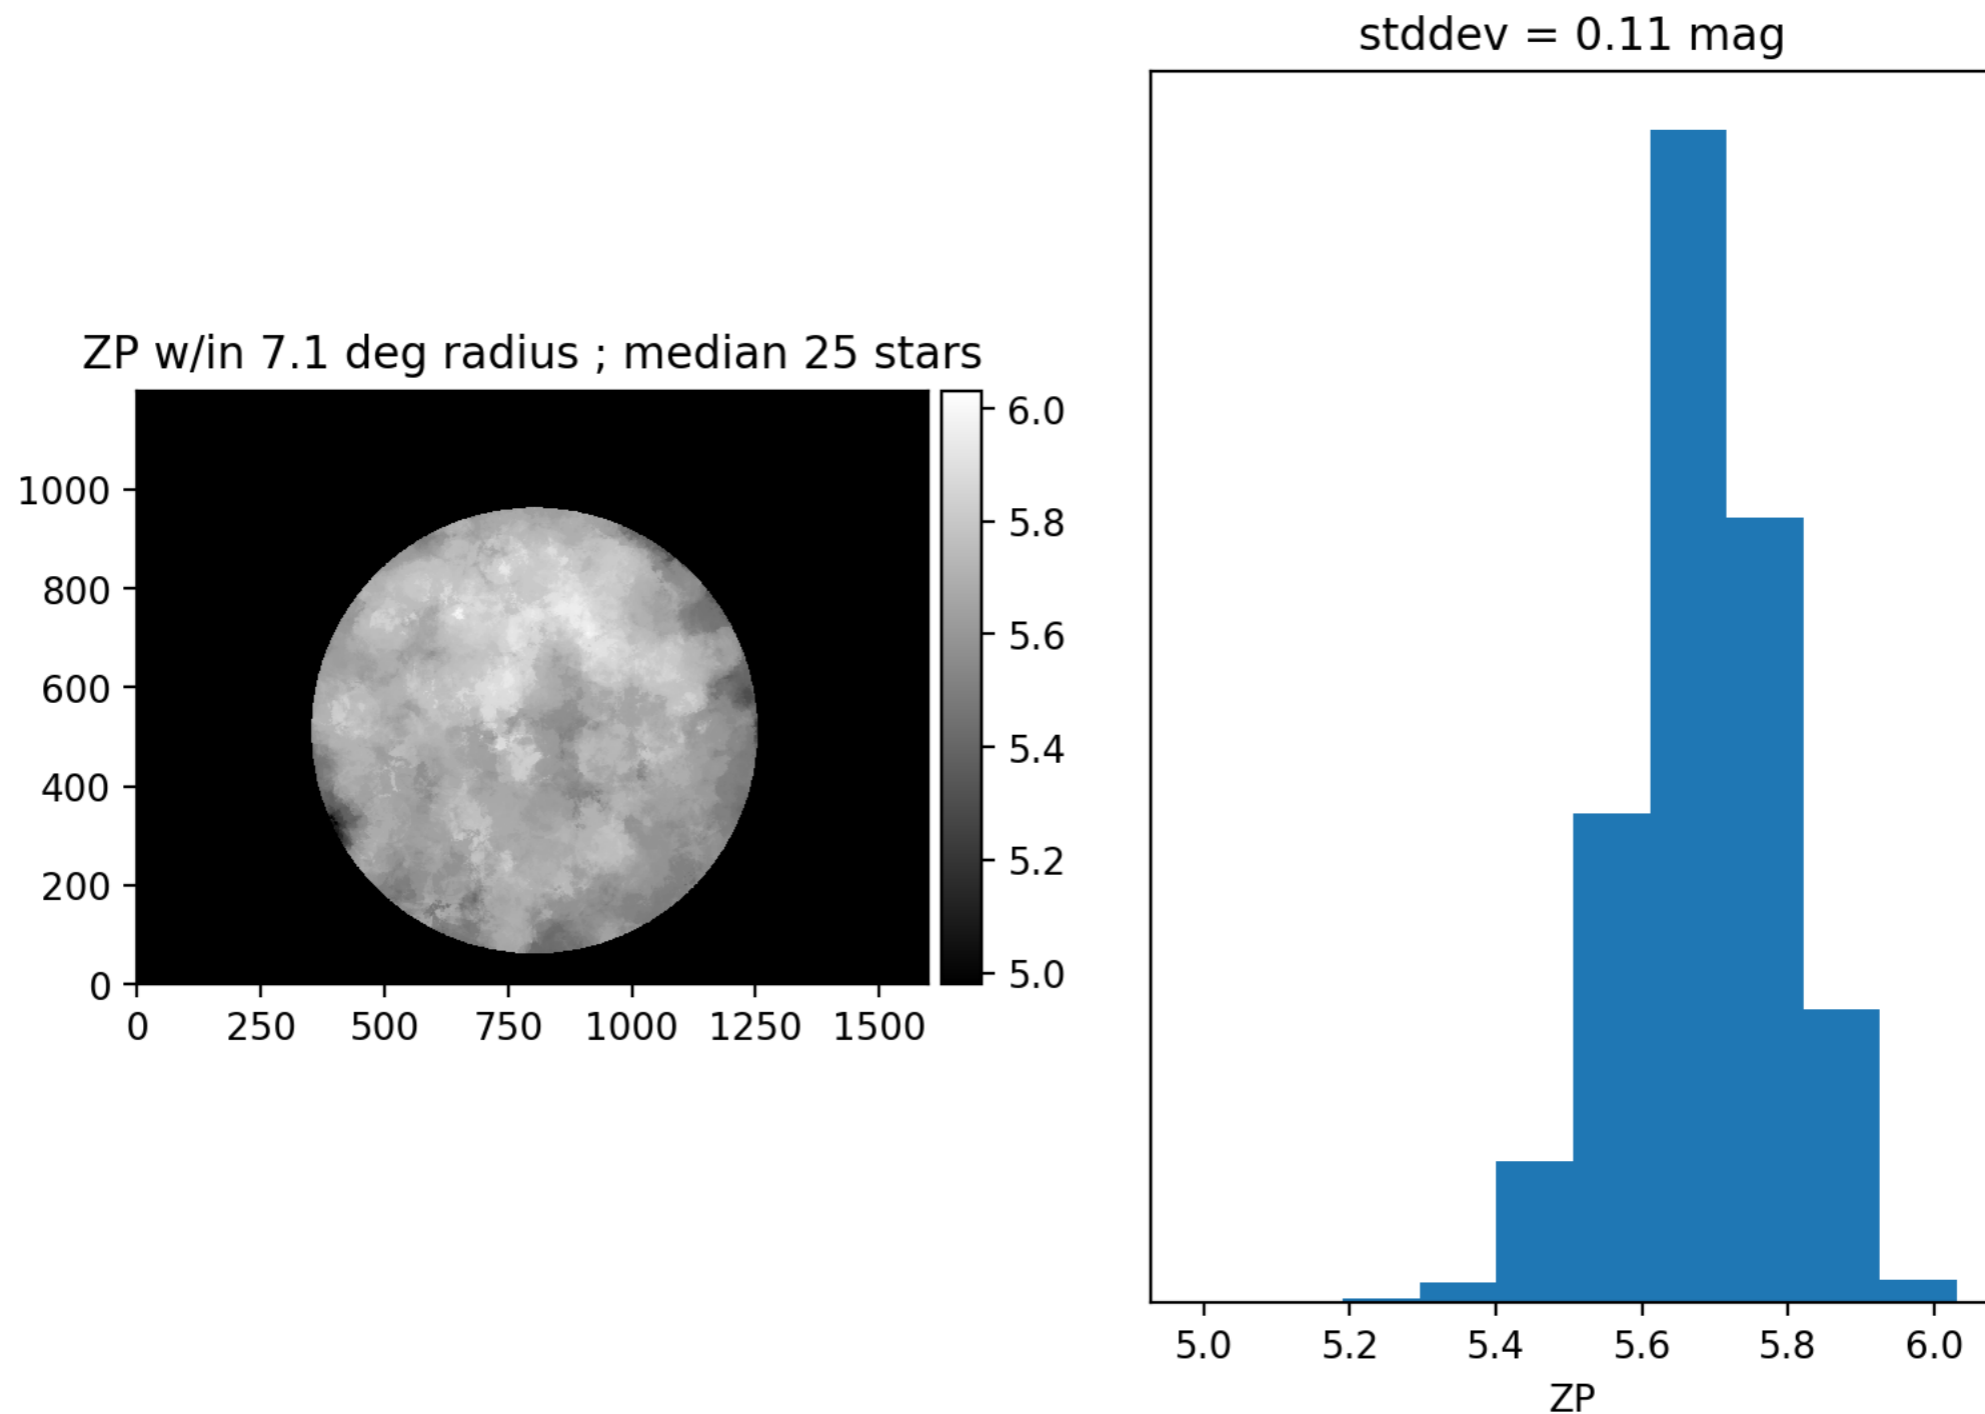 stddev = 0.11 mag
ZP w/in 7.1 deg radius ; median 25 stars
1000
800
600
400
200
0
0 250 500 750 1000 1250 1500
6.0
5.8
5.6
5.4
5.2
5.0
5.0 5.2 5.4 5.6 5.8 6.0
ZP